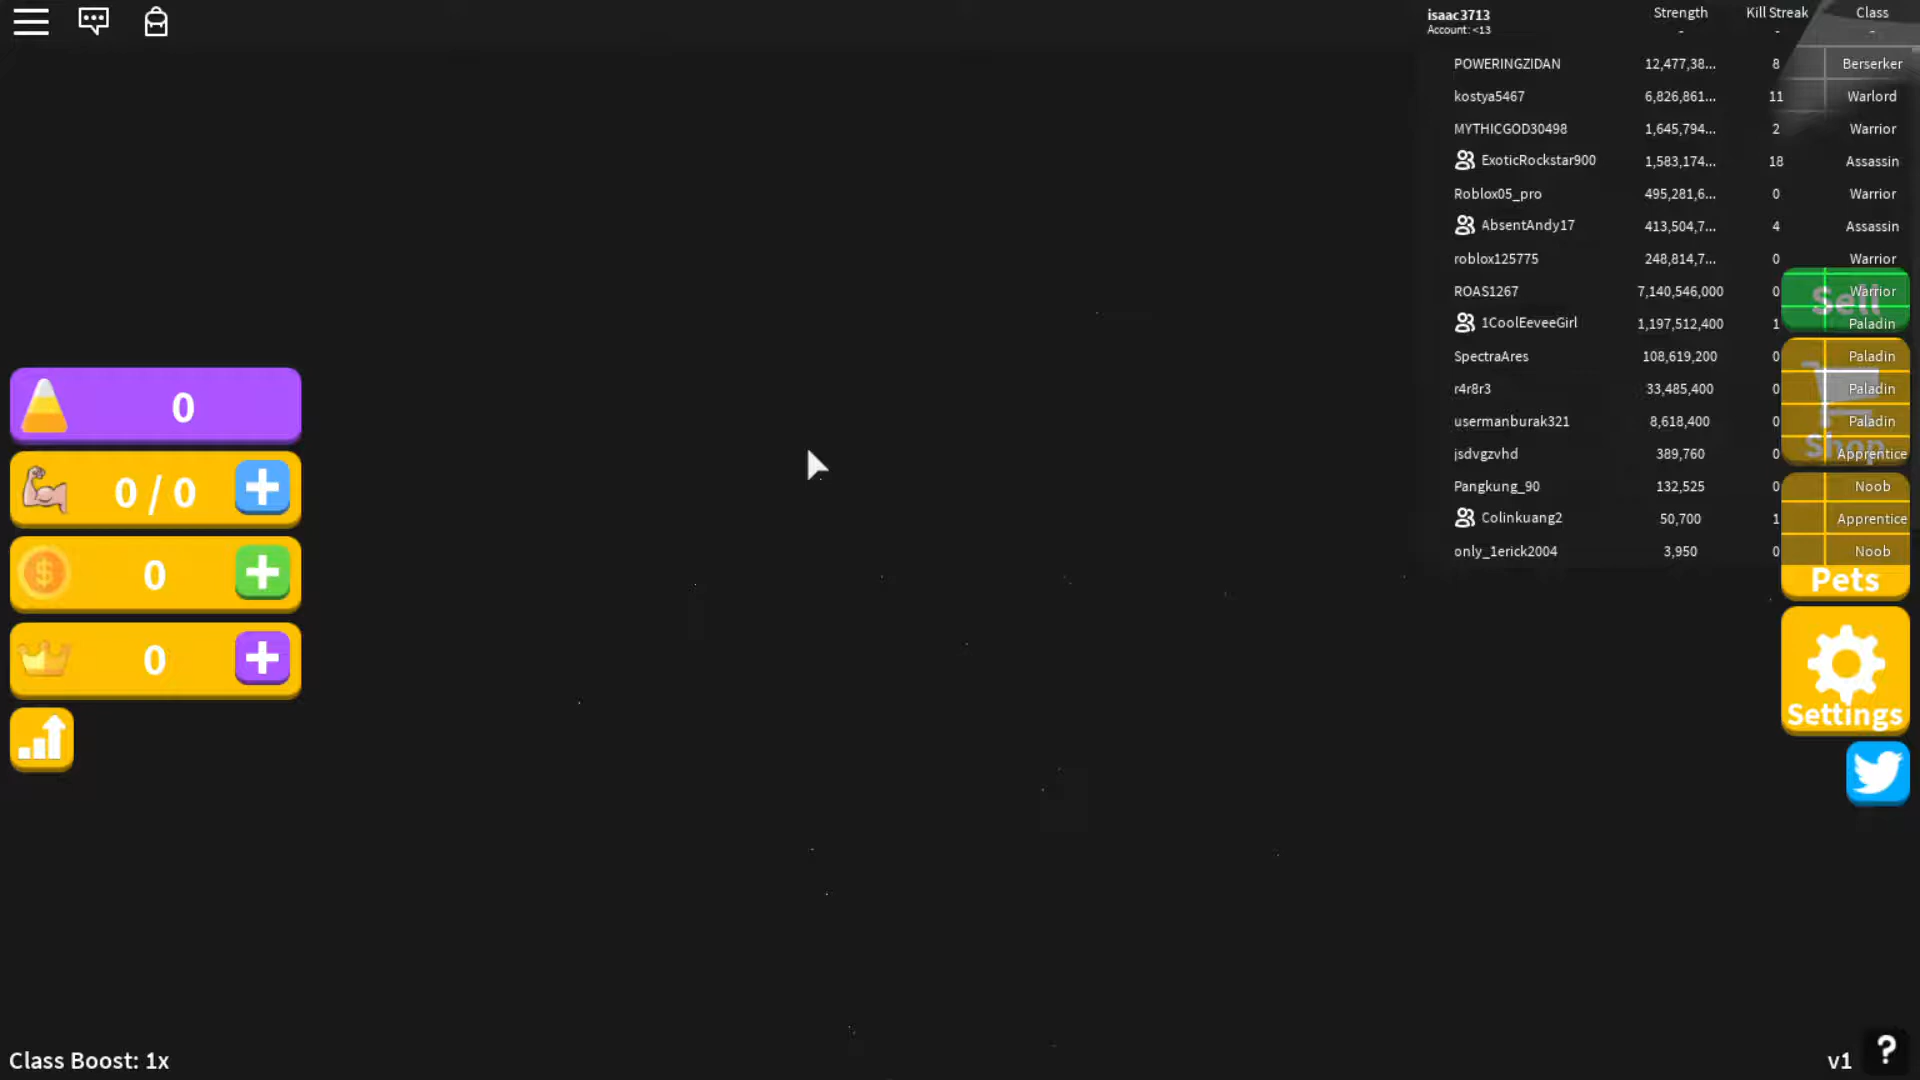 isaac3713 Strength Kill Streak Class
Account: <13 - - -
POWERINGZIDAN 12,477,38... 8 Berserker
kostya5467 6,826,861... 11 Warlord
MYTHICGOD30498 1,645,794... 2 Warrior
ExoticRockstar900 1,583,174... 18 Assassin
Roblox05_pro 495,281,6... 0 Warrior
AbsentAndy17 413,504,7... 4 Assassin
roblox125775 248,814,7... 0 Warrior
ROAS1267 7,140,546,000 0 Warrior
Sell
1CoolEeveeGirl 1,197,512,400 1 Paladin
SpectraAres 108,619,200 0 Paladin
r4r8r3 33,485,400 0 Paladin
usermanburak321 8,618,400 0 Paladin
Shop
jsdvgzvhd 389,760 0 Apprentice
Pangkung_90 132,525 0 Noob
Colinkuang2 50,700 1 Apprentice
only_1erick2004 3,950 0 Noob
Pets
Settings
0
0 / 0
$ 0
0
Class Boost: 1x
v1 ?